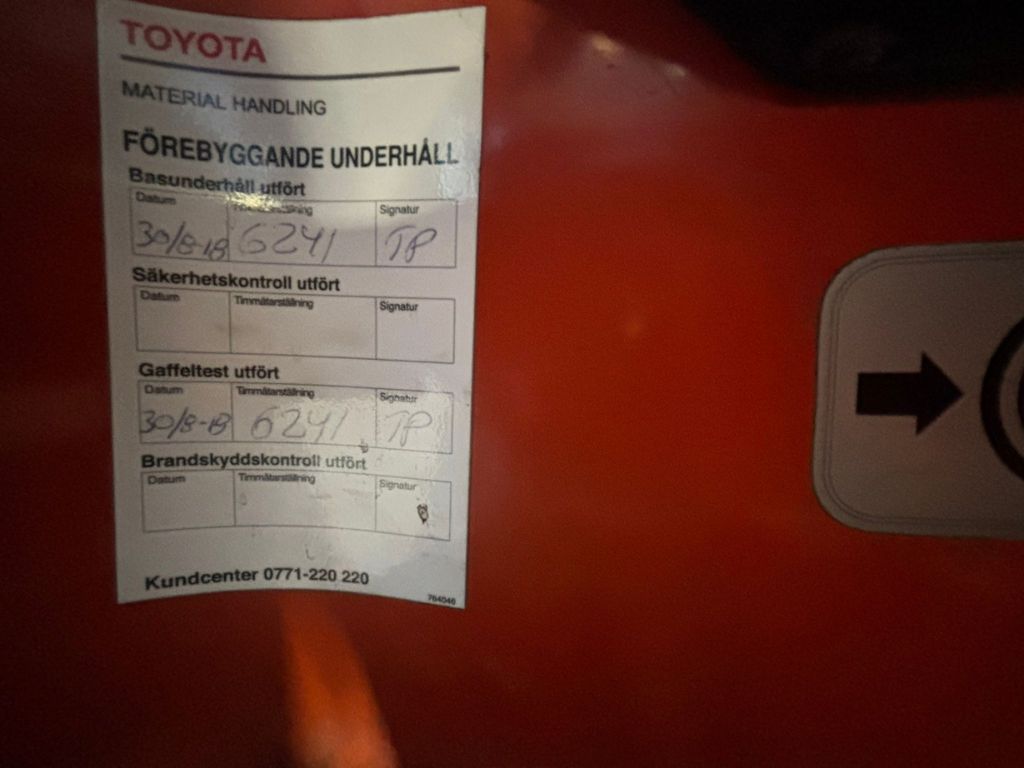 TOYOTA
MATERIAL HANDLING
FÖREBYGGANDE UNDERHÅLL
Basunderhåll utfört
Datum Timmätarställning Signatur
30/8-18 6241 TP
Säkerhetskontroll utfört
Datum Timmätarställning Signatur
Gaffeltest utfört
Datum Timmätarställning Signatur
30/8-18 6241 TP
Brandskyddskontroll utfört
Datum Timmätarställning Signatur
Kundcenter 0771-220 220
764046